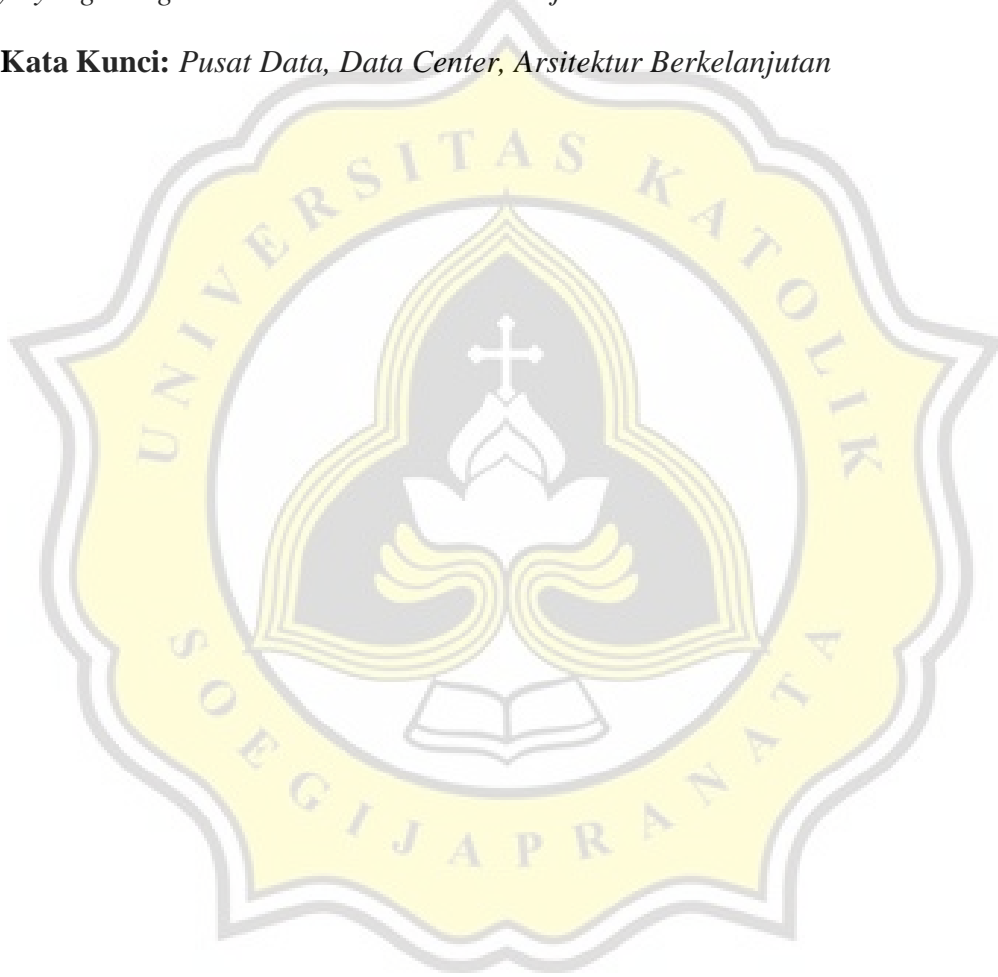 Kata Kunci: Pusat Data, Data Center, Arsitektur Berkelanjutan
UNIVERSITAS KATOLIK
SOEGIJAPRANATA